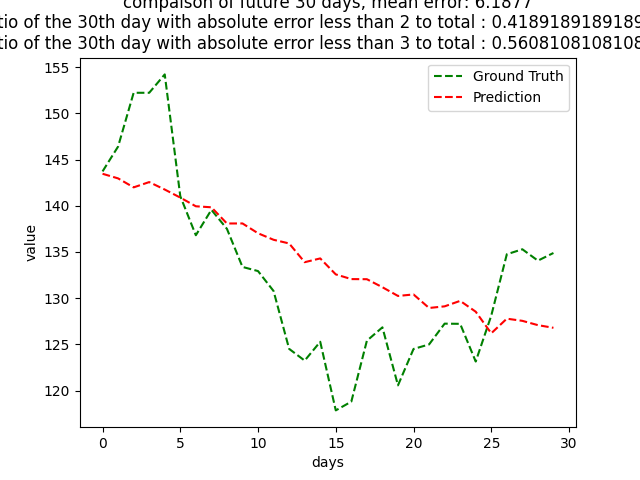 compaison of future 30 days, mean error: 6.1877
tio of the 30th day with absolute error less than 2 to total : 0.4189189189189
tio of the 30th day with absolute error less than 3 to total : 0.5608108108108
Ground Truth
Prediction
155
150
145
140
135
130
125
120
value
0 5 10 15 20 25 30
days